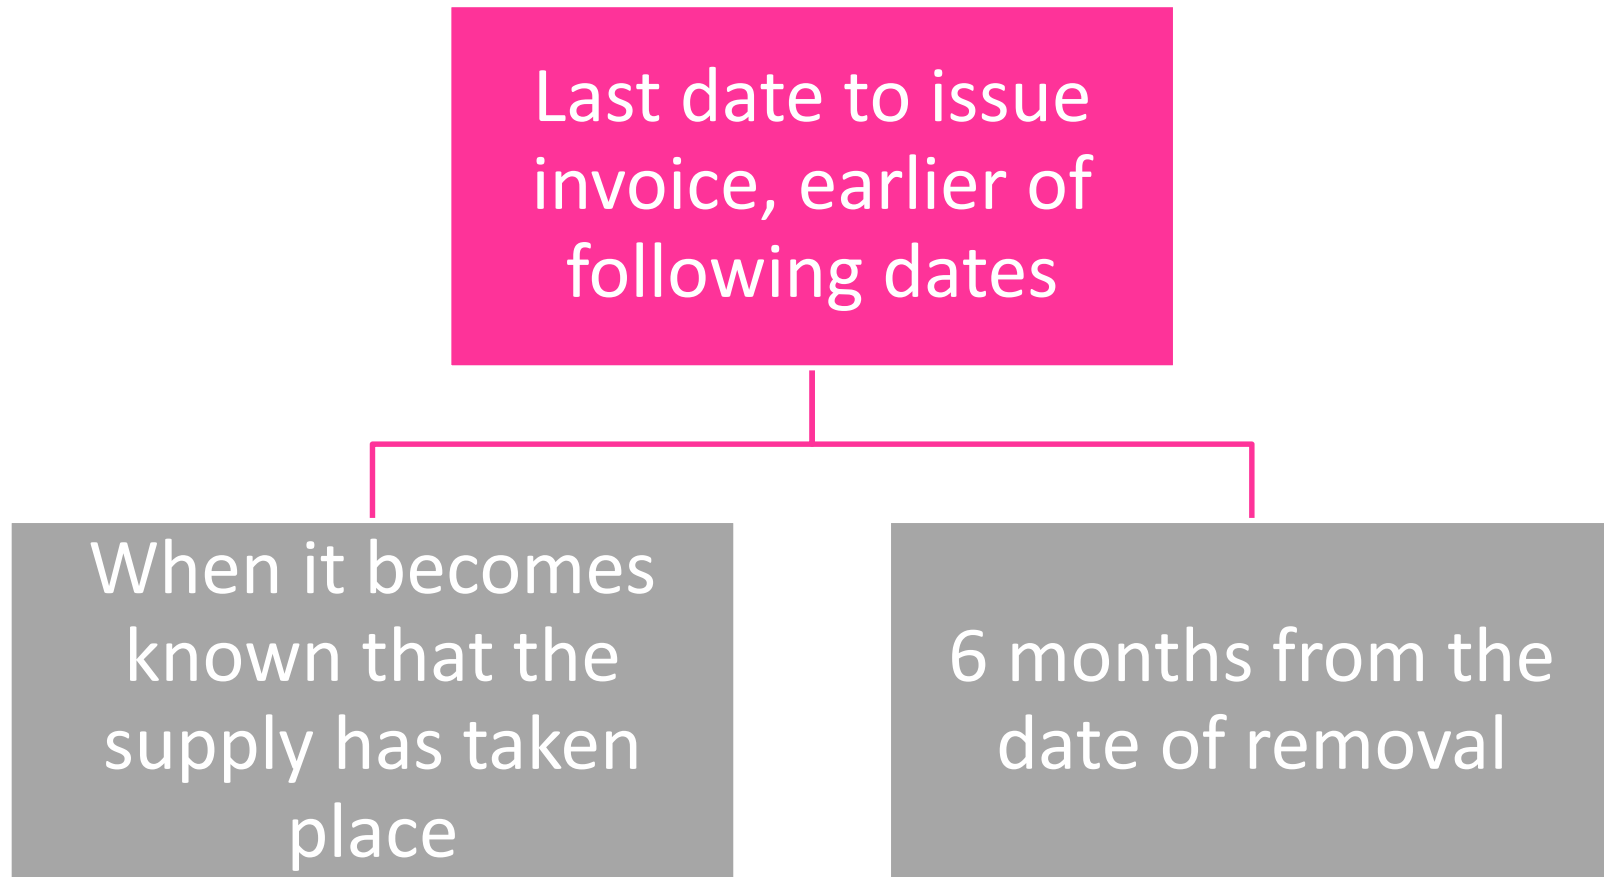 Last date to issue
invoice, earlier of
following dates
When it becomes
known that the
supply has taken
place
6 months from the
date of removal